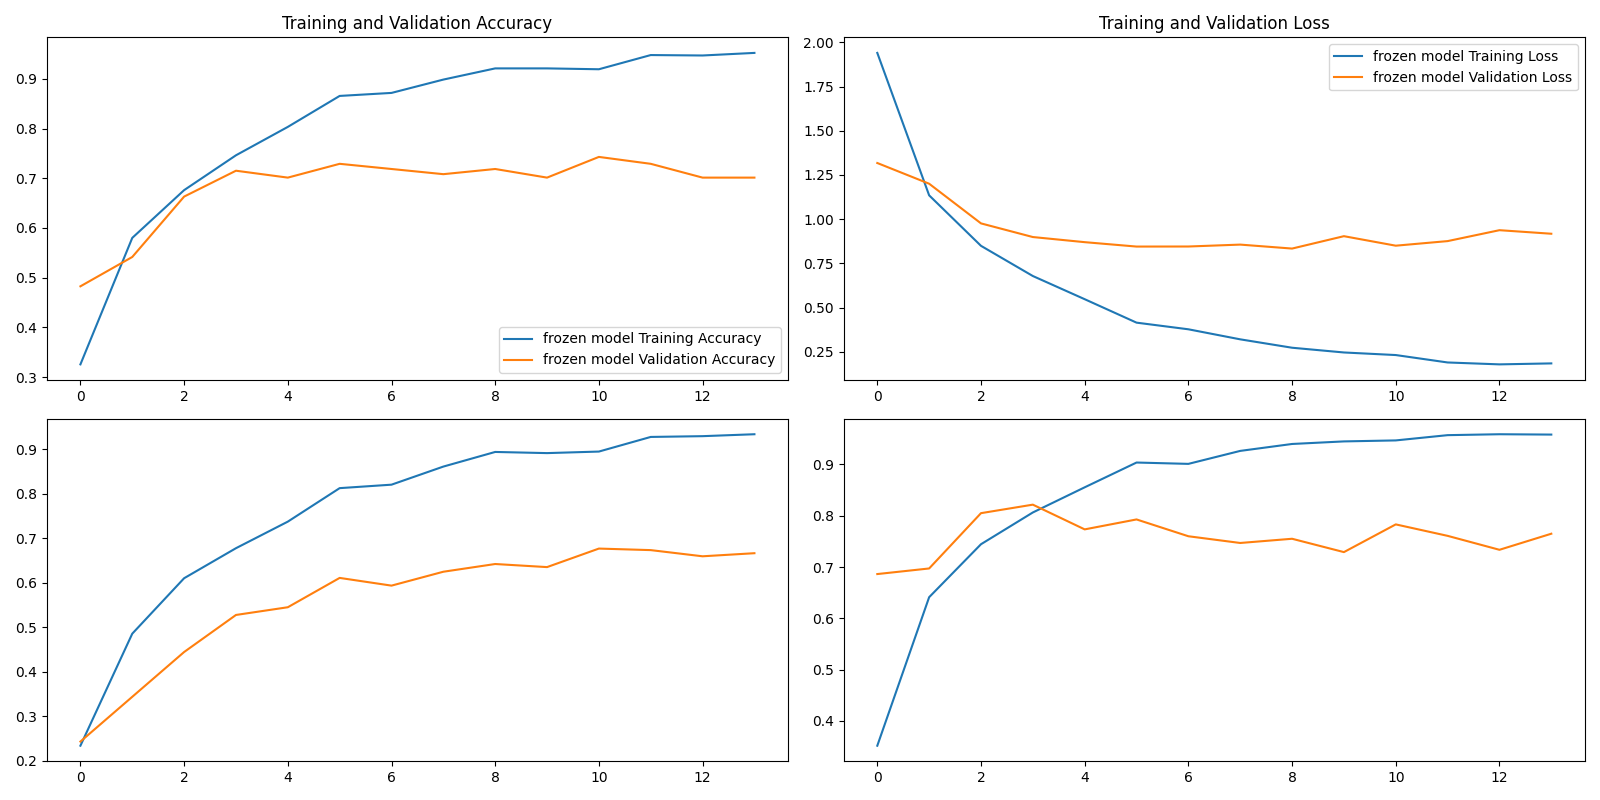 Training and Validation Accuracy
0.9
0.8
0.7
0.6
0.5
0.4
0.3
frozen model Training Accuracy
frozen model Validation Accuracy
0 2 4 6 8 10 12
Training and Validation Loss
2.00
1.75
1.50
1.25
1.00
0.75
0.50
0.25
frozen model Training Loss
frozen model Validation Loss
0 2 4 6 8 10 12
0.9
0.8
0.7
0.6
0.5
0.4
0.3
0.2
0 2 4 6 8 10 12
0.9
0.8
0.7
0.6
0.5
0.4
0 2 4 6 8 10 12